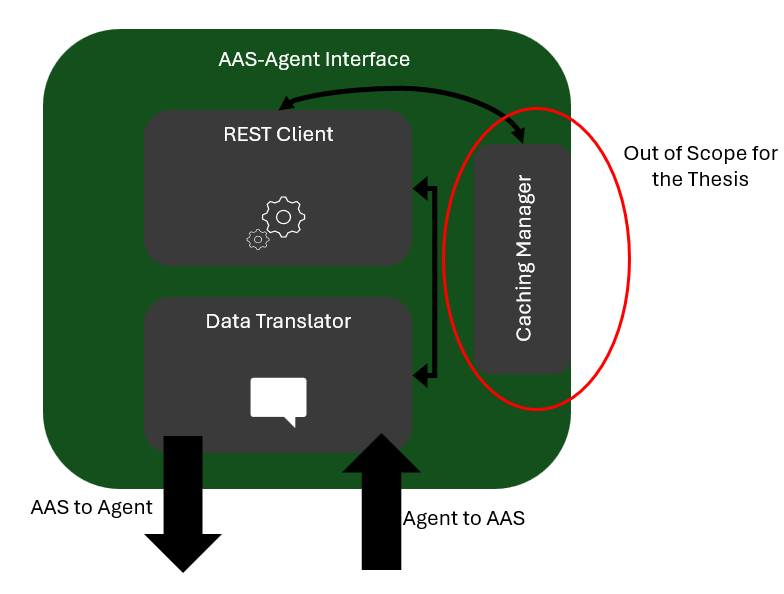 AAS-Agent Interface
REST Client
Out of Scope for
the Thesis
Caching Manager
Data Translator
AAS to Agent
Agent to AAS